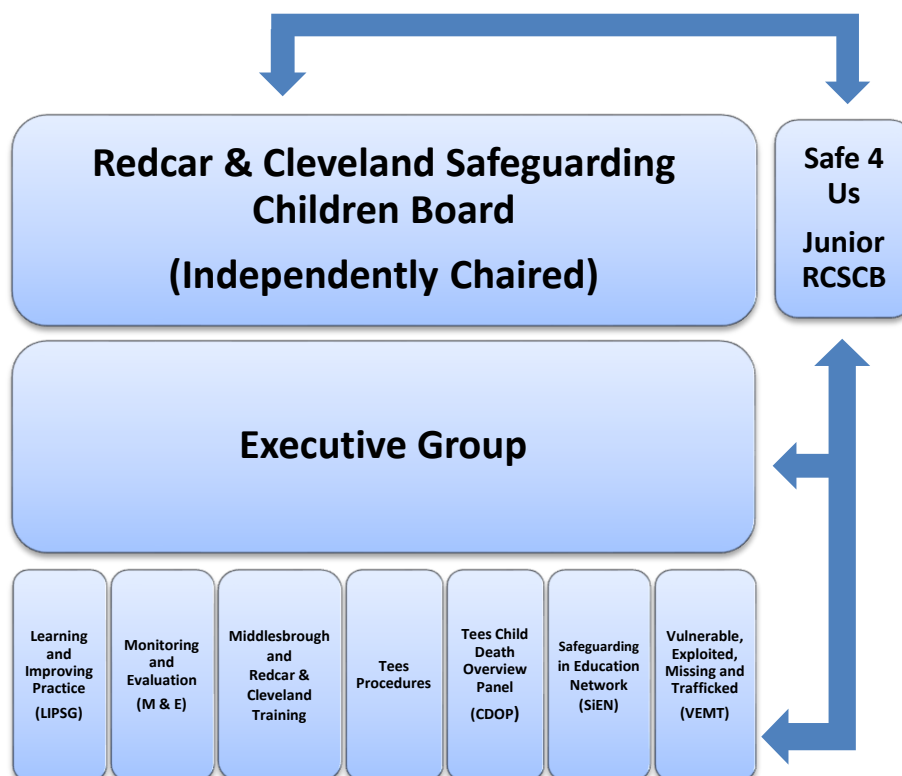 Redcar & Cleveland Safeguarding
Children Board
(Independently Chaired)
Safe 4
Us
Junior
RCSCB
Executive Group
Learning
and
Improving
Practice
(LIPSG)
Monitoring
and
Evaluation
(M & E)
Middlesbrough
and
Redcar &
Cleveland
Training
Tees
Procedures
Tees Child
Death
Overview
Panel
(CDOP)
Safeguarding
in Education
Network
(SiEN)
Vulnerable,
Exploited,
Missing and
Trafficked
(VEMT)